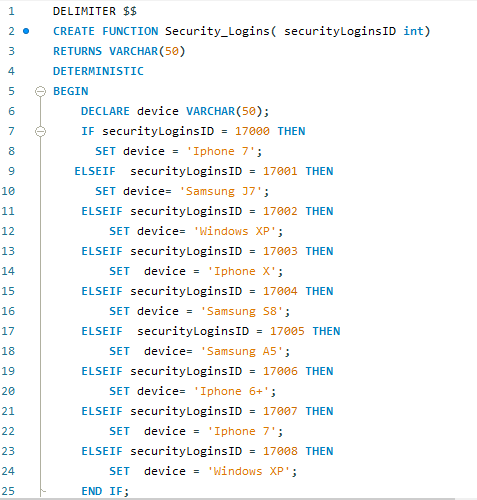 1 DELIMITER $$
2 CREATE FUNCTION Security_Logins( securityLoginsID int)
3 RETURNS VARCHAR(50)
4 DETERMINISTIC
5 BEGIN
6 DECLARE device VARCHAR(50);
7 IF securityLoginsID = 17000 THEN
8 SET device = 'Iphone 7';
9 ELSEIF  securityLoginsID = 17001 THEN
10 SET device= 'Samsung J7';
11 ELSEIF securityLoginsID = 17002 THEN
12 SET device= 'Windows XP';
13 ELSEIF securityLoginsID = 17003 THEN
14 SET  device = 'Iphone X';
15 ELSEIF securityLoginsID = 17004 THEN
16 SET device = 'Samsung S8';
17 ELSEIF  securityLoginsID = 17005 THEN
18 SET  device= 'Samsung A5';
19 ELSEIF securityLoginsID = 17006 THEN
20 SET device= 'Iphone 6+';
21 ELSEIF securityLoginsID = 17007 THEN
22 SET  device = 'Iphone 7';
23 ELSEIF securityLoginsID = 17008 THEN
24 SET  device = 'Windows XP';
25 END IF;